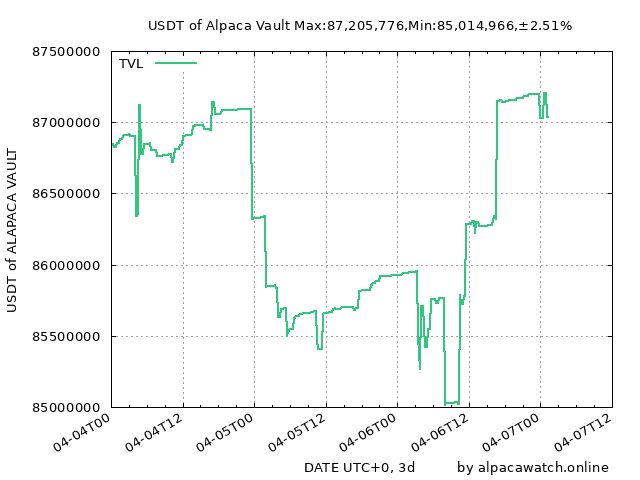 USDT of Alpaca Vault Max:87,205,776,Min:85,014,966,±2.51%
TVL
USDT of ALAPACA VAULT
87500000
87000000
86500000
86000000
85500000
85000000
04-04T00
04-04T12
04-05T00
04-05T12
04-06T00
04-06T12
04-07T00
04-07T12
DATE UTC+0, 3d
by alpacawatch.online